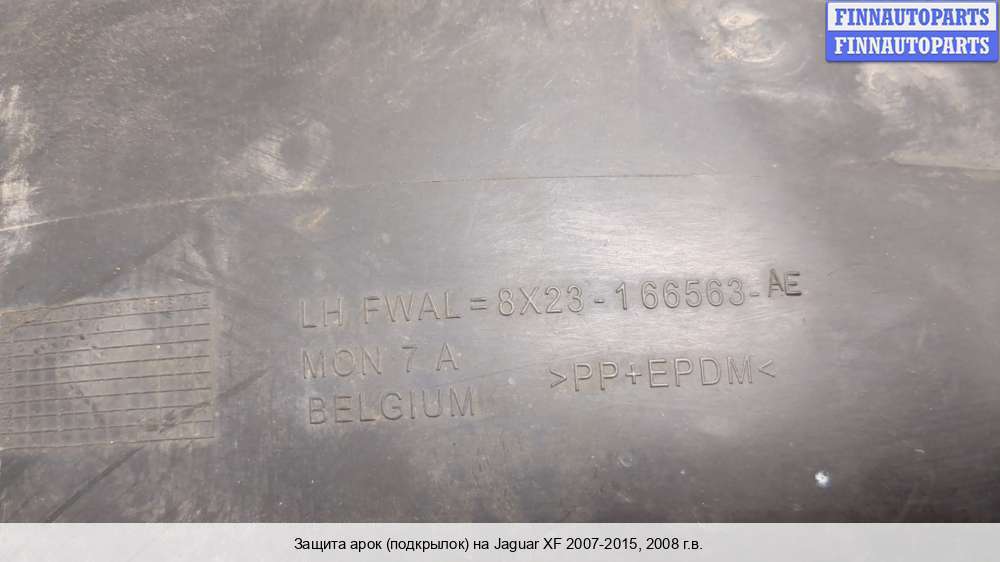 FINNAUTOPARTS
FINNAUTOPARTS
LH FWAL=8X23-166563-AE
MON 7 A
>PP+EPDM<
BELGIUM
Защита арок (подкрылок) на Jaguar XF 2007-2015, 2008 г.в.